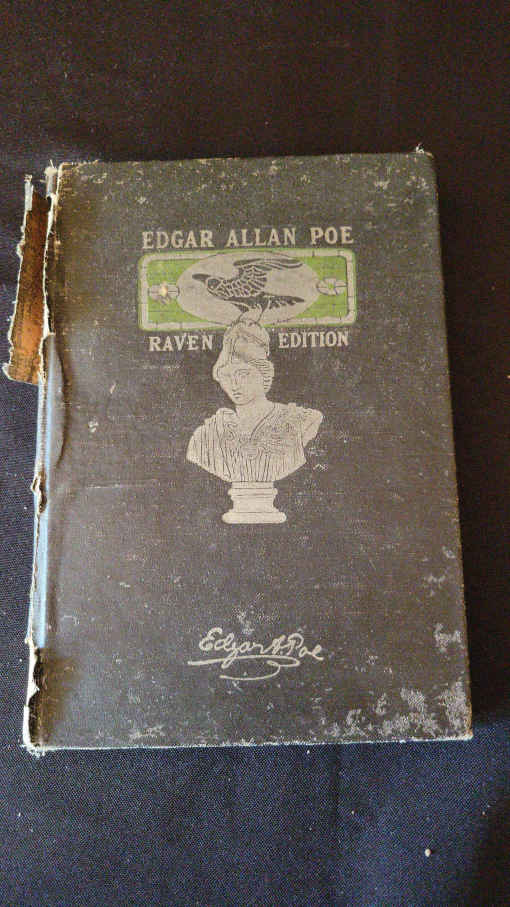 EDGAR ALLAN POE
RAVEN EDITION
Edgar A Poe